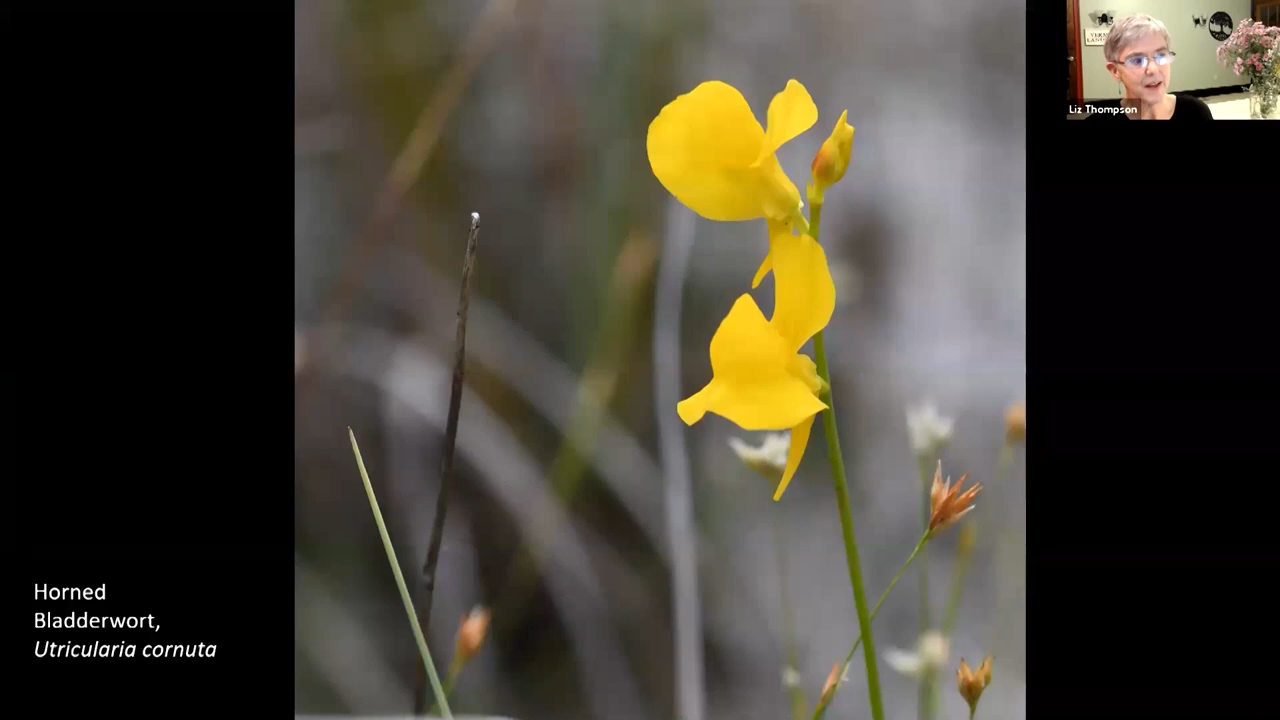 Horned
Bladderwort,
Utricularia cornuta
Liz Thompson